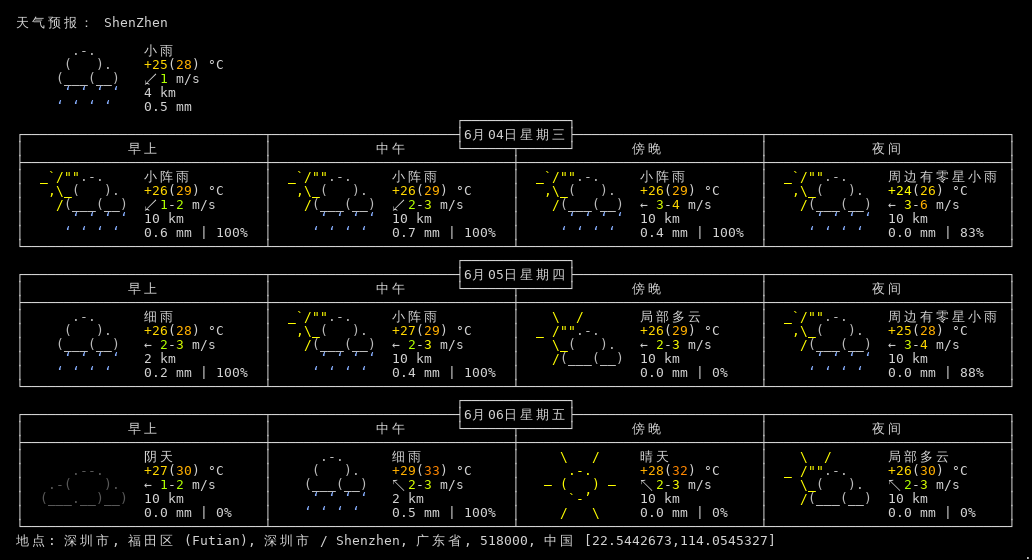 天气预报： ShenZhen
小雨
+25(28) °C
↙ 1 m/s
4 km
0.5 mm
6月04日星期三
早上 中午 傍晚 夜间
小阵雨 小阵雨 小阵雨 周边有零星小雨
+26(29) °C +26(29) °C +26(29) °C +24(26) °C
↙ 1-2 m/s ↙ 2-3 m/s ← 3-4 m/s ← 3-6 m/s
10 km 10 km 10 km 10 km
0.6 mm | 100% 0.7 mm | 100% 0.4 mm | 100% 0.0 mm | 83%
6月05日星期四
早上 中午 傍晚 夜间
细雨 小阵雨 局部多云 周边有零星小雨
+26(28) °C +27(29) °C +26(29) °C +25(28) °C
← 2-3 m/s ← 2-3 m/s ← 2-3 m/s ← 3-4 m/s
2 km 10 km 10 km 10 km
0.2 mm | 100% 0.4 mm | 100% 0.0 mm | 0% 0.0 mm | 88%
6月06日星期五
早上 中午 傍晚 夜间
阴天 细雨 晴天 局部多云
+27(30) °C +29(33) °C +28(32) °C +26(30) °C
← 1-2 m/s ↖ 2-3 m/s ↖ 2-3 m/s ↖ 2-3 m/s
10 km 2 km 10 km 10 km
0.0 mm | 0% 0.5 mm | 100% 0.0 mm | 0% 0.0 mm | 0%
地点: 深圳市, 福田区 (Futian), 深圳市 / Shenzhen, 广东省, 518000, 中国 [22.5442673,114.0545327]